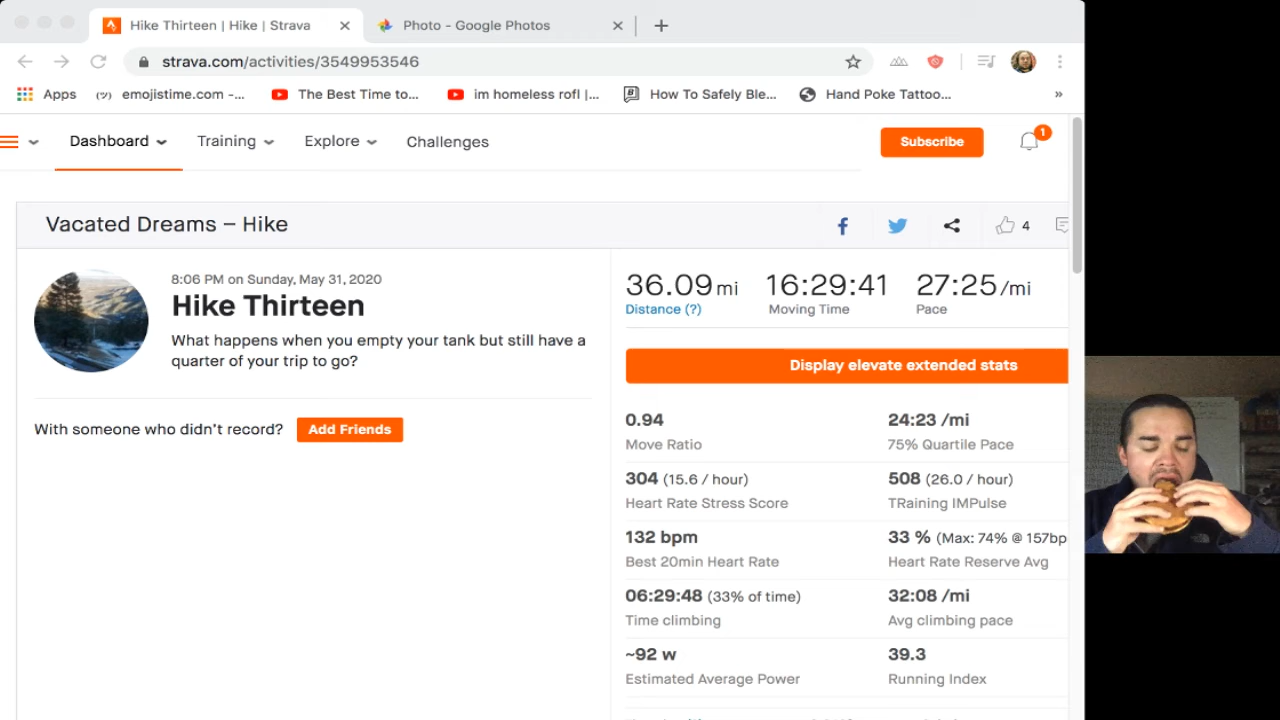 Hike Thirteen | Hike | Strava
Photo - Google Photos
strava.com/activities/3549953546
Apps
emojistime.com -...
The Best Time to...
im homeless rofl |...
How To Safely Ble...
Hand Poke Tattoo...
»
Dashboard
Training
Explore
Challenges
Subscribe
1
Vacated Dreams – Hike
4
8:06 PM on Sunday, May 31, 2020
Hike Thirteen
What happens when you empty your tank but still have a
quarter of your trip to go?
With someone who didn't record?
Add Friends
36.09 mi
Distance (?)
16:29:41
Moving Time
27:25 /mi
Pace
Display elevate extended stats
0.94
Move Ratio
24:23 /mi
75% Quartile Pace
304 (15.6 / hour)
Heart Rate Stress Score
508 (26.0 / hour)
TRaining IMPulse
132 bpm
Best 20min Heart Rate
33 % (Max: 74% @ 157bp
Heart Rate Reserve Avg
06:29:48 (33% of time)
Time climbing
32:08 /mi
Avg climbing pace
~92 w
Estimated Average Power
39.3
Running Index